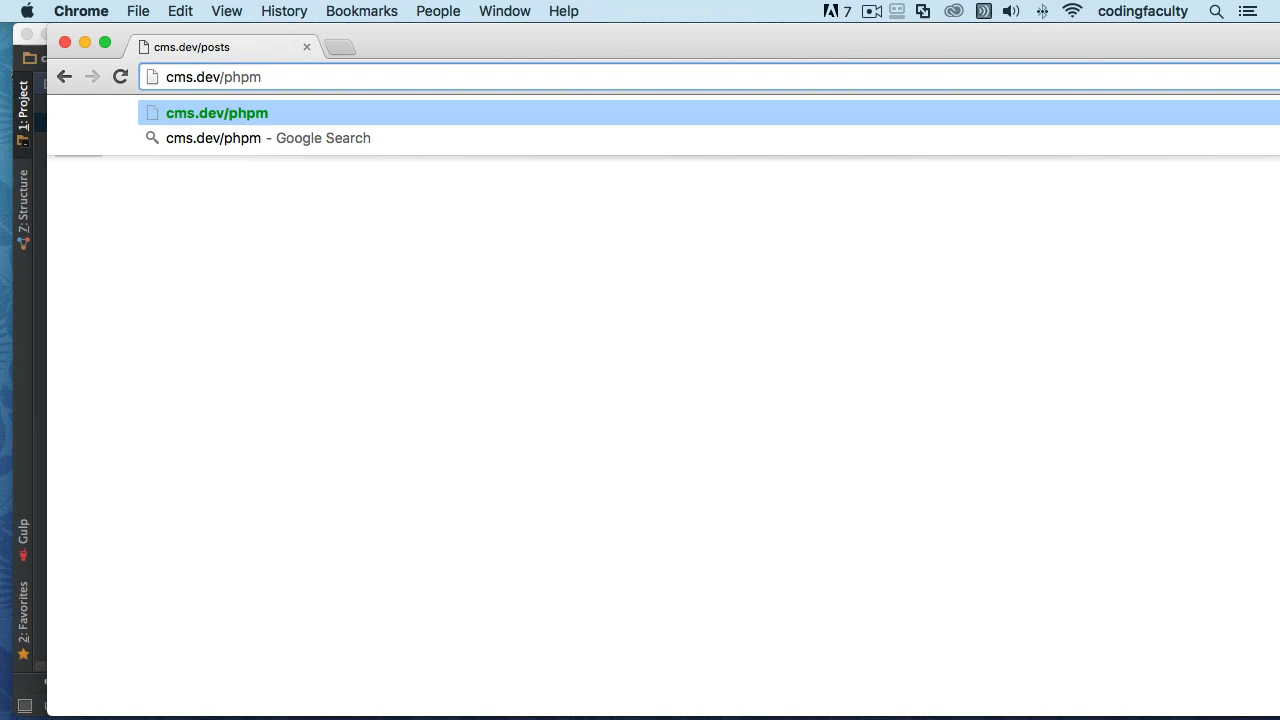 Chrome File Edit View History Bookmarks People Window Help 7 codingfaculty
cms.dev/posts
cms.dev/phpm
cms.dev/phpm
cms.dev/phpm - Google Search
1: Project
7: Structure
Gulp
2: Favorites